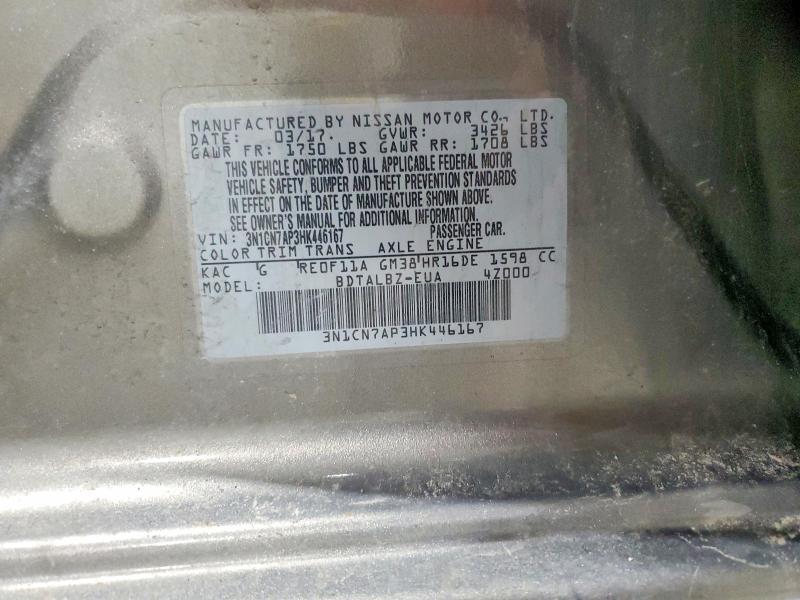 MANUFACTURED BY NISSAN MOTOR CO., LTD.
DATE: 03/17. GVWR: 3426 LBS
GAWR FR: 1750 LBS GAWR RR: 1708 LBS
THIS VEHICLE CONFORMS TO ALL APPLICABLE FEDERAL MOTOR
VEHICLE SAFETY, BUMPER AND THEFT PREVENTION STANDARDS
IN EFFECT ON THE DATE OF MANUFACTURE SHOWN ABOVE.
SEE OWNER'S MANUAL FOR ADDITIONAL INFORMATION.
VIN: 3N1CN7AP3HK446167 PASSENGER CAR.
COLOR TRIM TRANS AXLE ENGINE
KAC G RE0F11A GM38 HR16DE 1598 CC
MODEL: BDTALBZ-EUA 4Z000
3N1CN7AP3HK446167